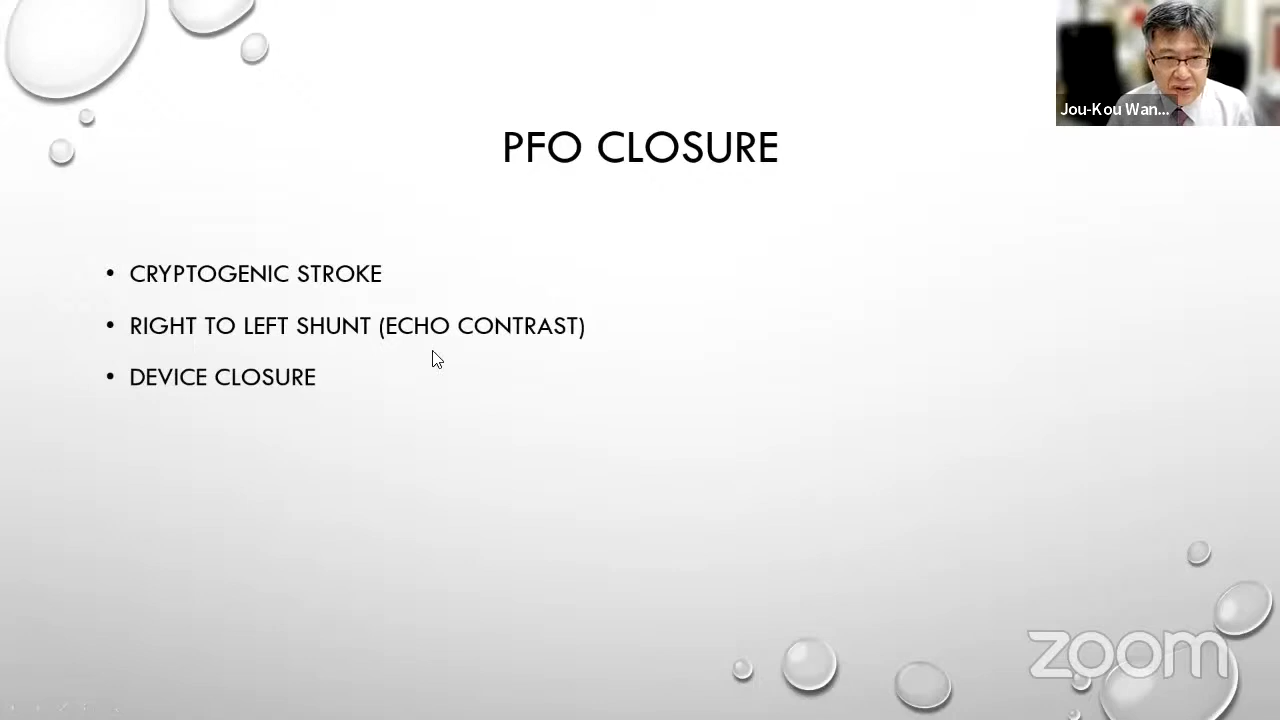 Jou-Kou Wan...
PFO CLOSURE
• CRYPTOGENIC STROKE
• RIGHT TO LEFT SHUNT (ECHO CONTRAST)
• DEVICE CLOSURE
zoom